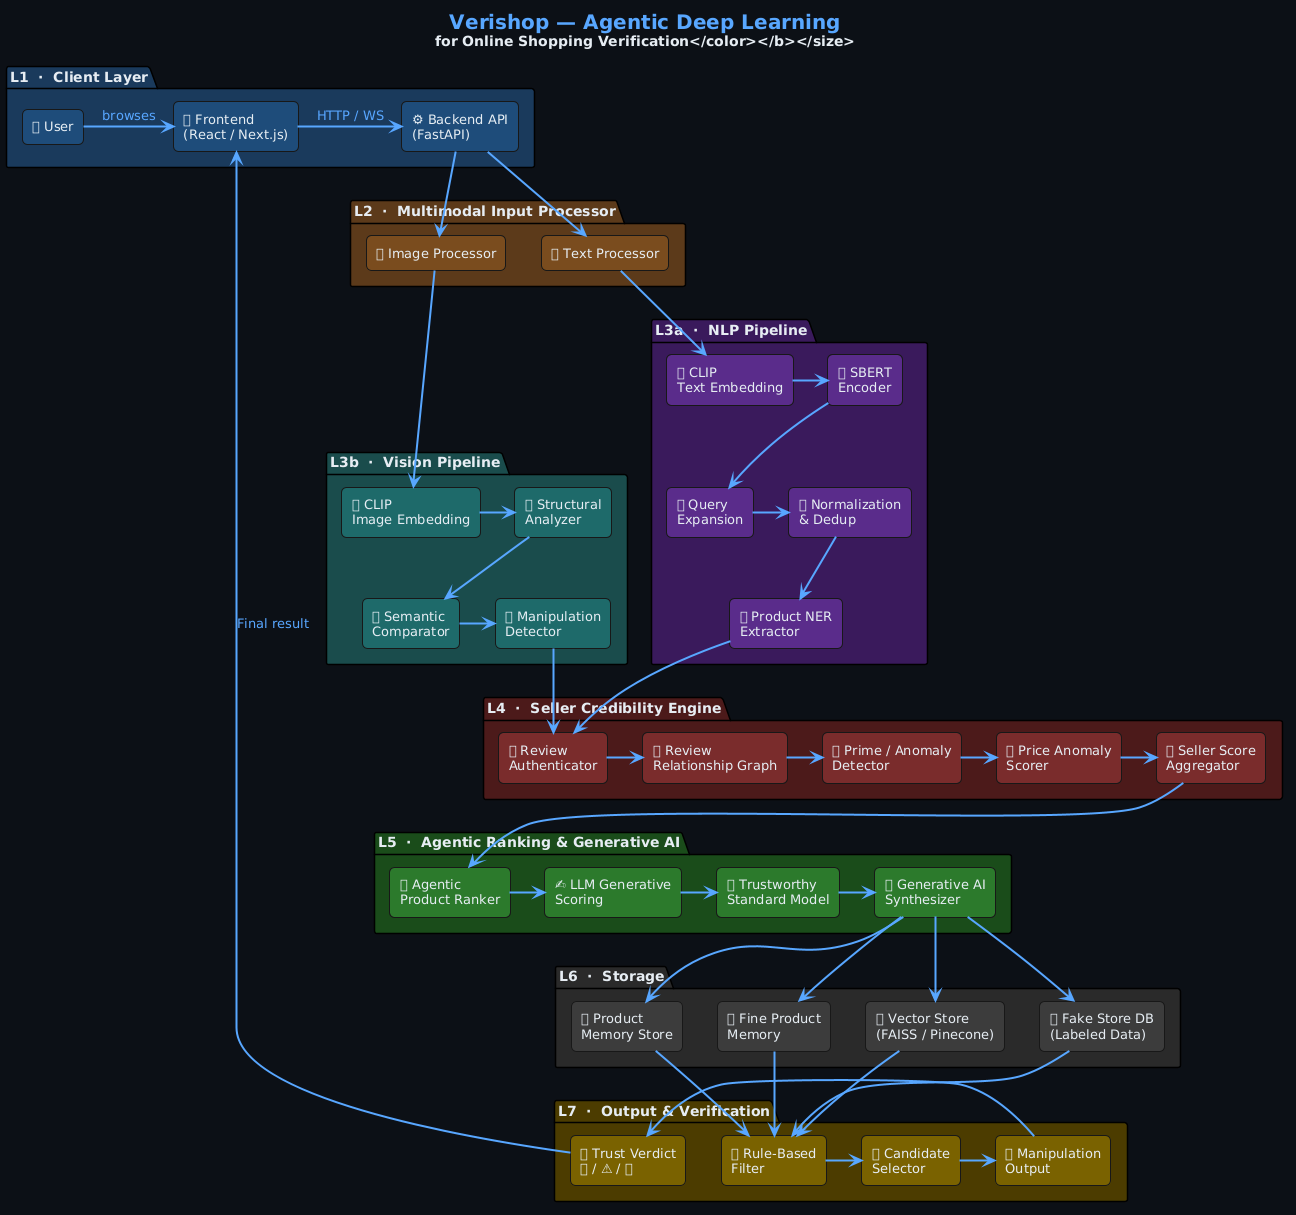 Verishop — Agentic Deep Learning
for Online Shopping Verification</color></b></size>
L1 · Client Layer
User
browses
Frontend
(React / Next.js)
HTTP / WS
⚙ Backend API
(FastAPI)
L2 · Multimodal Input Processor
Image Processor
Text Processor
L3a · NLP Pipeline
CLIP
Text Embedding
SBERT
Encoder
Query
Expansion
Normalization
& Dedup
Product NER
Extractor
L3b · Vision Pipeline
CLIP
Image Embedding
Structural
Analyzer
Semantic
Comparator
Manipulation
Detector
Final result
L4 · Seller Credibility Engine
Review
Authenticator
Review
Relationship Graph
Prime / Anomaly
Detector
Price Anomaly
Scorer
Seller Score
Aggregator
L5 · Agentic Ranking & Generative AI
Agentic
Product Ranker
✍ LLM Generative
Scoring
Trustworthy
Standard Model
Generative AI
Synthesizer
L6 · Storage
Product
Memory Store
Fine Product
Memory
Vector Store
(FAISS / Pinecone)
Fake Store DB
(Labeled Data)
L7 · Output & Verification
Trust Verdict
/ ⚠ /
Rule-Based
Filter
Candidate
Selector
Manipulation
Output